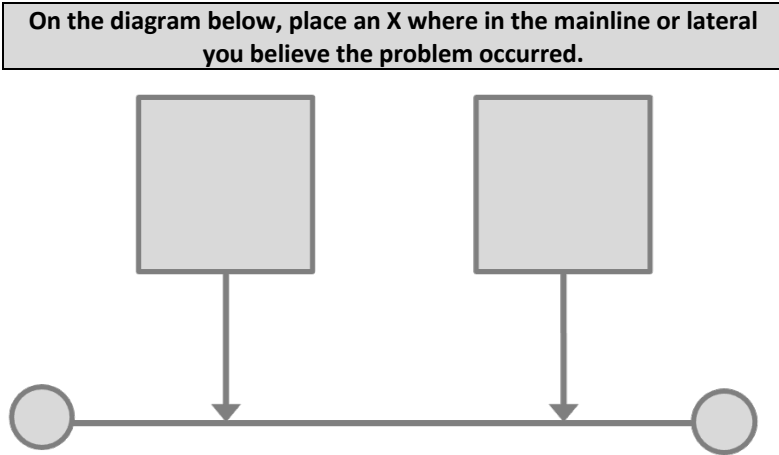 On the diagram below, place an X where in the mainline or lateral
you believe the problem occurred.